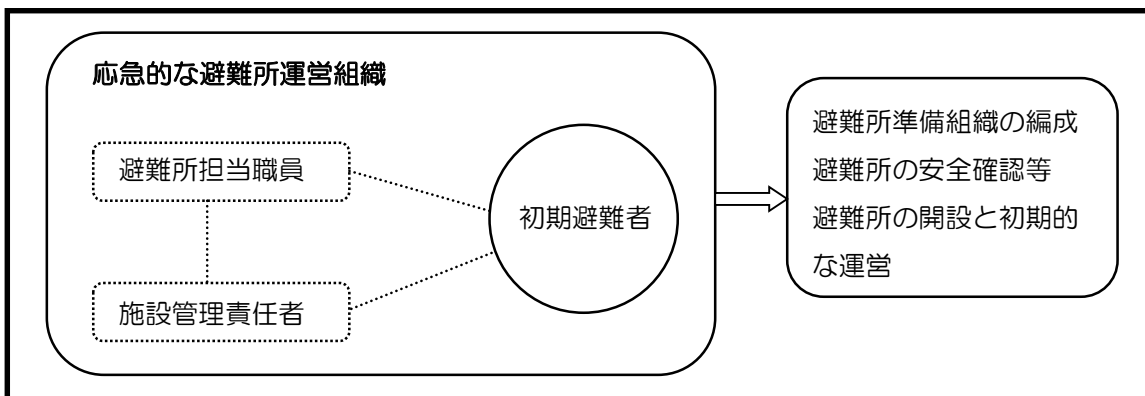 応急的な避難所運営組織
避難所担当職員
初期避難者
施設管理責任者
避難所準備組織の編成
避難所の安全確認等
避難所の開設と初期的
な運営